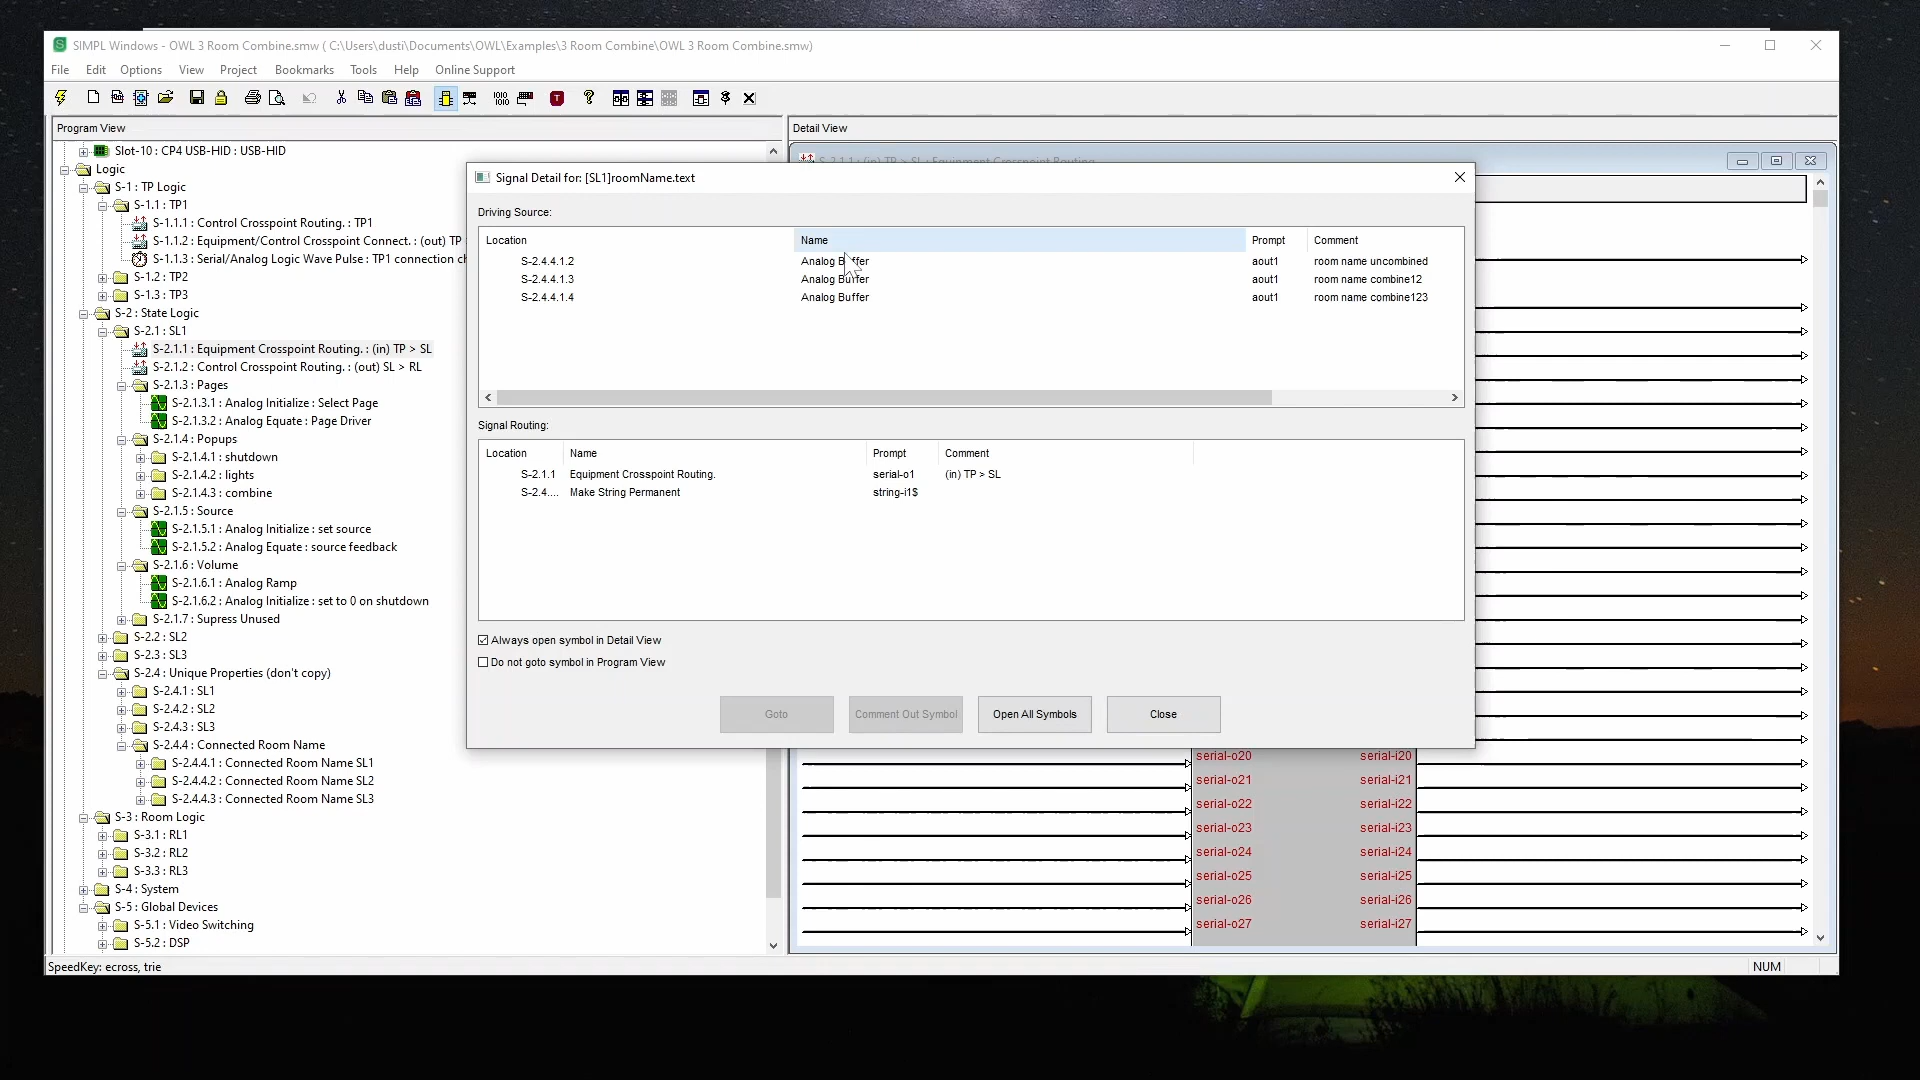 SIMPL Windows - OWL 3 Room Combine.smw ( C:\Users\dusti\Documents\OWL\Examples\3 Room Combine\OWL 3 Room Combine.smw)
File Edit Options View Project Bookmarks Tools Help Online Support
Program View
Slot-10 : CP4 USB-HID : USB-HID
Logic
S-1 : TP Logic
S-1.1 : TP1
S-1.1.1 : Control Crosspoint Routing. : TP1
S-1.1.2 : Equipment/Control Crosspoint Connect. : (out) TP
S-1.1.3 : Serial/Analog Logic Wave Pulse : TP1 connection
S-1.2 : TP2
S-1.3 : TP3
S-2 : State Logic
S-2.1 : SL1
S-2.1.1 : Equipment Crosspoint Routing. : (in) TP > SL
S-2.1.2 : Control Crosspoint Routing. : (out) SL > RL
S-2.1.3 : Pages
S-2.1.3.1 : Analog Initialize : Select Page
S-2.1.3.2 : Analog Equate : Page Driver
S-2.1.4 : Popups
S-2.1.4.1 : shutdown
S-2.1.4.2 : lights
S-2.1.4.3 : combine
S-2.1.5 : Source
S-2.1.5.1 : Analog Initialize : set source
S-2.1.5.2 : Analog Equate : source feedback
S-2.1.6 : Volume
S-2.1.6.1 : Analog Ramp
S-2.1.6.2 : Analog Initialize : set to 0 on shutdown
S-2.1.7 : Supress Unused
S-2.2 : SL2
S-2.3 : SL3
S-2.4 : Unique Properties (don't copy)
S-2.4.1 : SL1
S-2.4.2 : SL2
S-2.4.3 : SL3
S-2.4.4 : Connected Room Name
S-2.4.4.1 : Connected Room Name SL1
S-2.4.4.2 : Connected Room Name SL2
S-2.4.4.3 : Connected Room Name SL3
S-3 : Room Logic
S-3.1 : RL1
S-3.2 : RL2
S-3.3 : RL3
S-4 : System
S-5 : Global Devices
S-5.1 : Video Switching
S-5.2 : DSP
Detail View
S-2.1.1 : (in) TP > SL : Equipment Crosspoint Routing
Signal Detail for: [SL1]roomName.text
Driving Source:
Location Name Prompt Comment
S-2.4.4.1.2 Analog Buffer aout1 room name uncombined
S-2.4.4.1.3 Analog Buffer aout1 room name combine12
S-2.4.4.1.4 Analog Buffer aout1 room name combine123
Signal Routing:
Location Name Prompt Comment
S-2.1.1 Equipment Crosspoint Routing. serial-o1 (in) TP > SL
S-2.4.... Make String Permanent string-i1$
Always open symbol in Detail View
Do not goto symbol in Program View
Goto Comment Out Symbol Open All Symbols Close
serial-o20 serial-i20
serial-o21 serial-i21
serial-o22 serial-i22
serial-o23 serial-i23
serial-o24 serial-i24
serial-o25 serial-i25
serial-o26 serial-i26
serial-o27 serial-i27
SpeedKey: ecross, trie
NUM